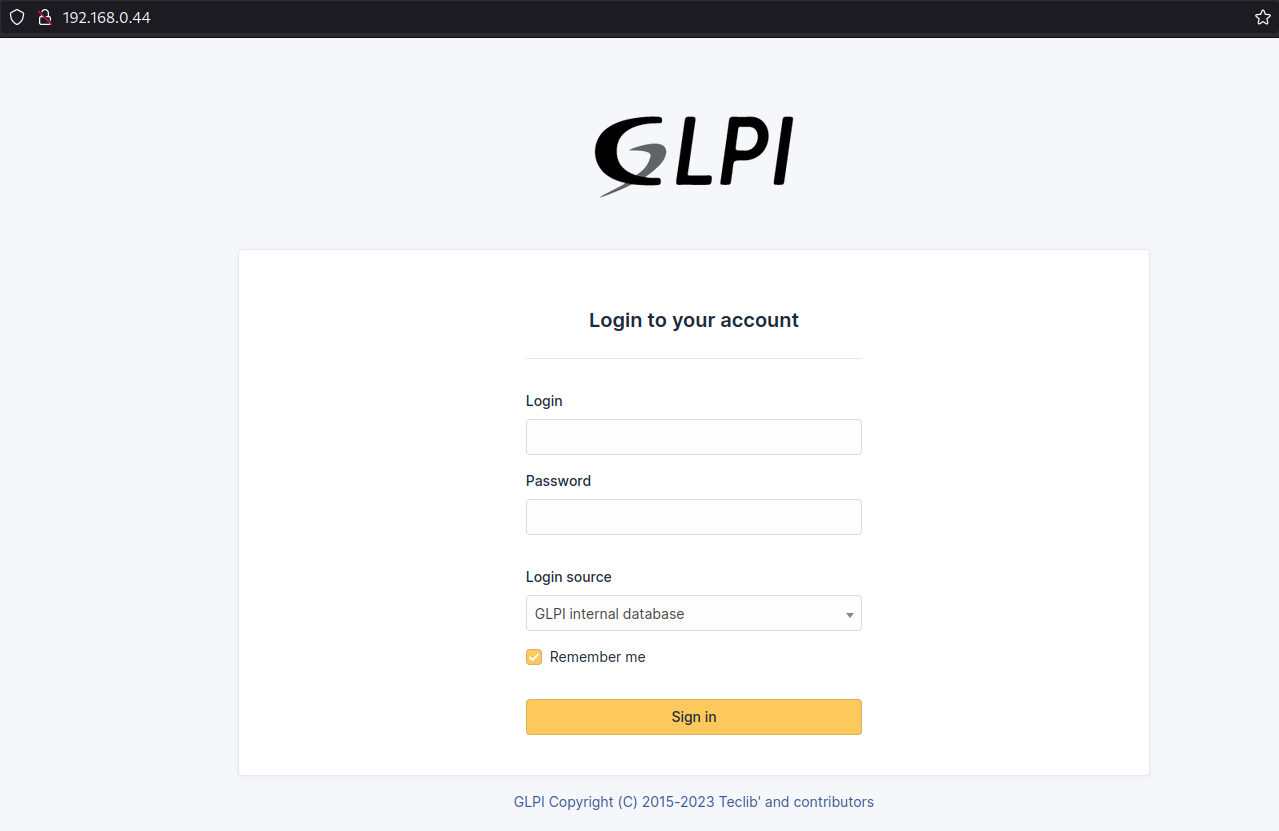 192.168.0.44
GLPI
Login to your account
Login
Password
Login source
GLPI internal database
Remember me
Sign in
GLPI Copyright (C) 2015-2023 Teclib' and contributors